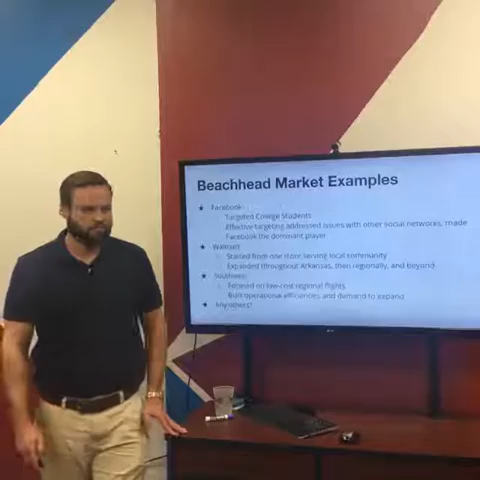 Beachhead Market Examples
★ Facebook:
Targeted College Students
Effective targeting addressed issues with other social networks, made
Facebook the dominant player
★ Walmart
Started from one store serving local community
Expanded throughout Arkansas, then regionally, and beyond
★ Southwest
Focused on low-cost regional flights
Built operational efficiencies and demand to expand
★ Any others?